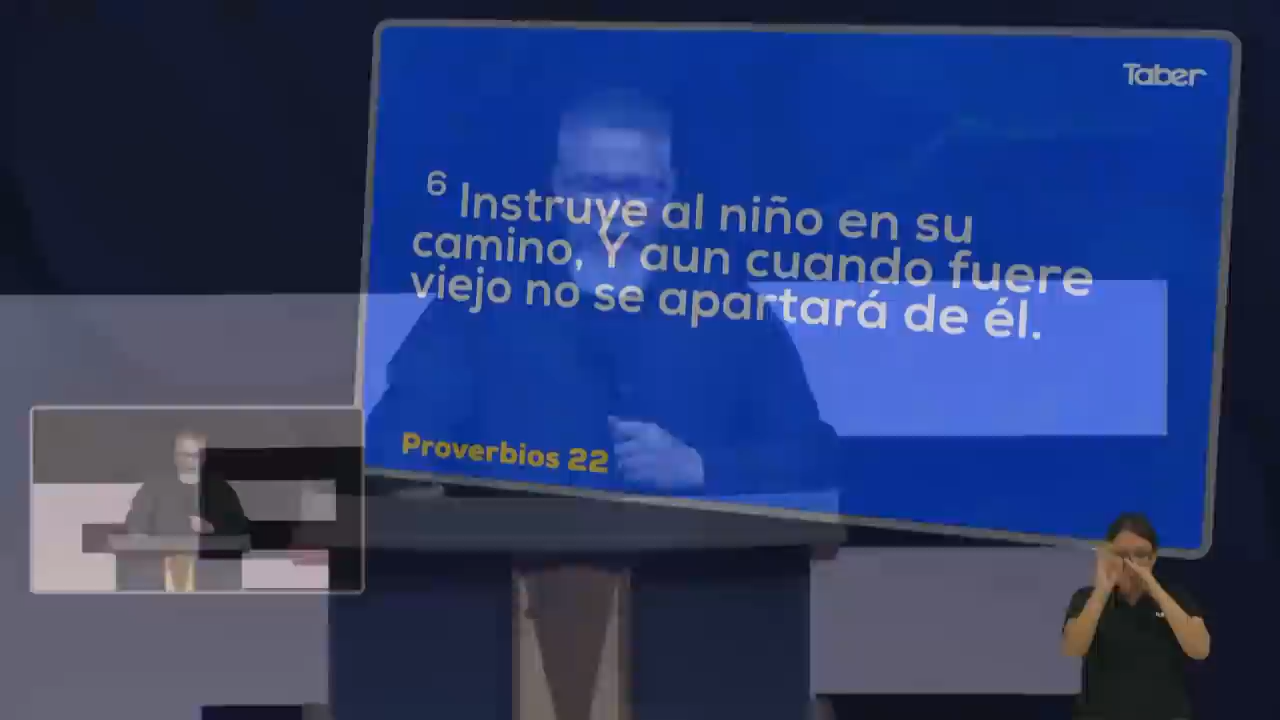 Taber
6 Instruye al niño en su
camino, Y aun cuando fuere
viejo no se apartará de él.
Proverbios 22